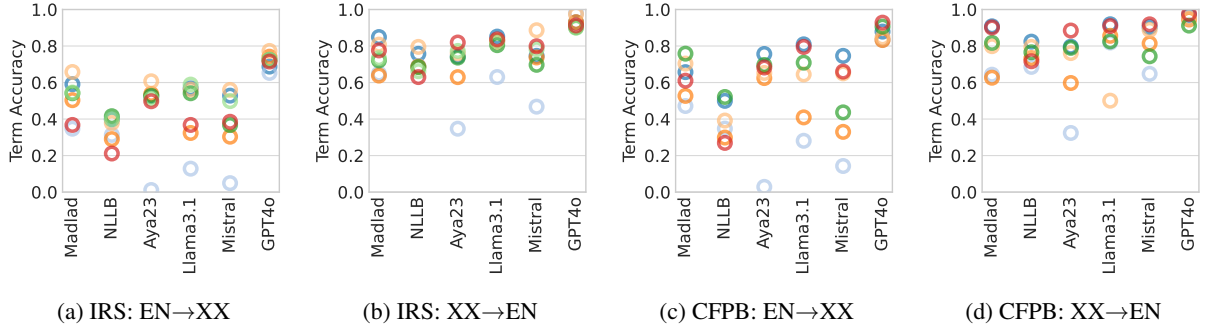 Term Accuracy
1.0
0.8
0.6
0.4
0.2
0.0
Madlad
NLLB
Aya23
Llama3.1
Mistral
GPT4o
(a) IRS: EN→XX
Term Accuracy
1.0
0.8
0.6
0.4
0.2
0.0
Madlad
NLLB
Aya23
Llama3.1
Mistral
GPT4o
(b) IRS: XX→EN
Term Accuracy
1.0
0.8
0.6
0.4
0.2
0.0
Madlad
NLLB
Aya23
Llama3.1
Mistral
GPT4o
(c) CFPB: EN→XX
Term Accuracy
1.0
0.8
0.6
0.4
0.2
0.0
Madlad
NLLB
Aya23
Llama3.1
Mistral
GPT4o
(d) CFPB: XX→EN